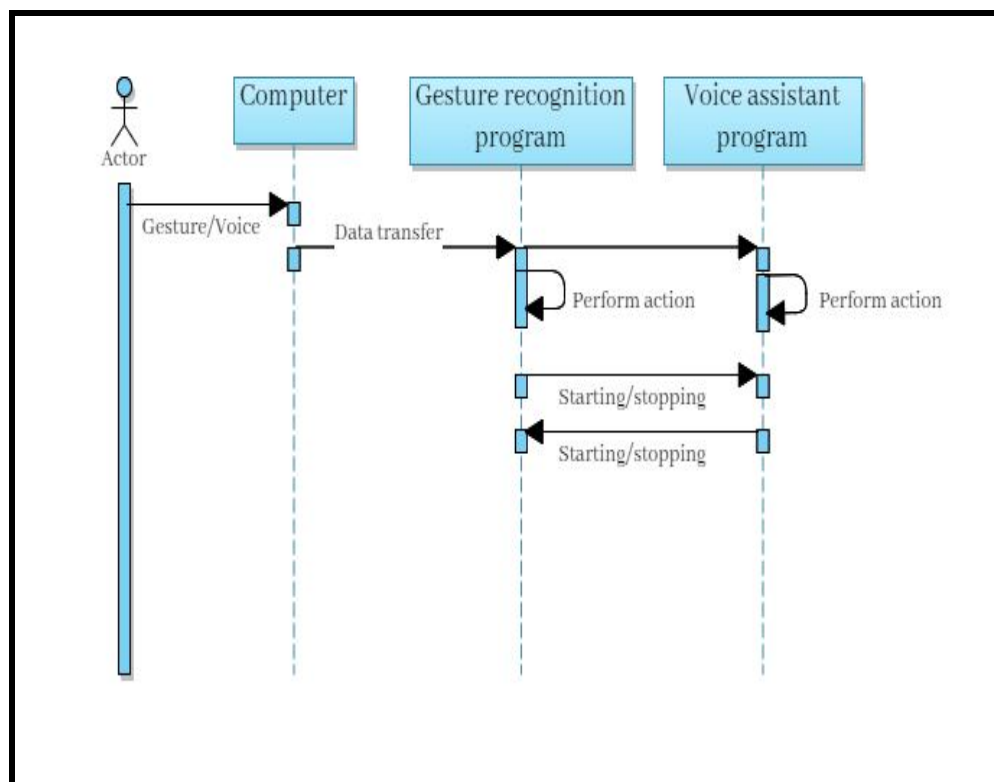 Computer
Gesture recognition
program
Voice assistant
program
Actor
Gesture/Voice
Data transfer
Perform action
Perform action
Starting/stopping
Starting/stopping